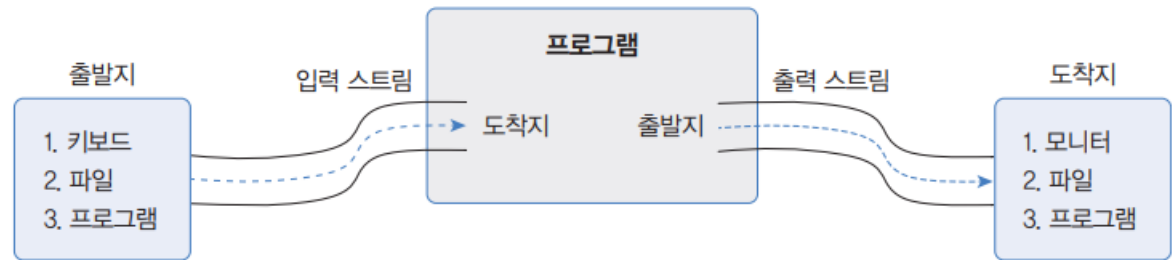 출발지
1. 키보드
2. 파일
3. 프로그램
입력 스트림
프로그램
도착지
출발지
출력 스트림
도착지
1. 모니터
2. 파일
3. 프로그램